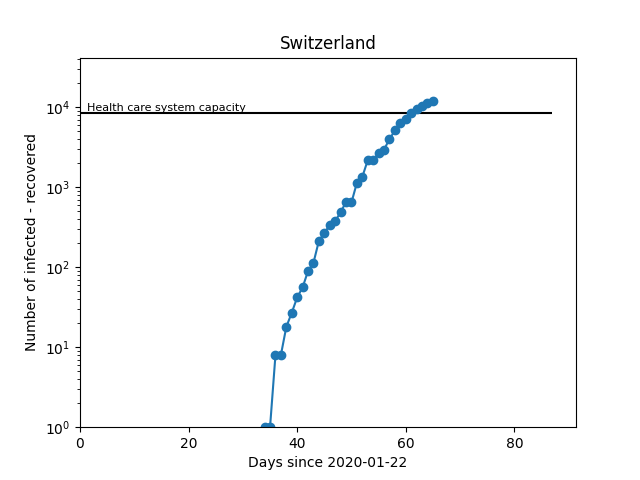 Switzerland
Health care system capacity
Number of infected - recovered
10^4
10^3
10^2
10^1
10^0
0 20 40 60 80
Days since 2020-01-22